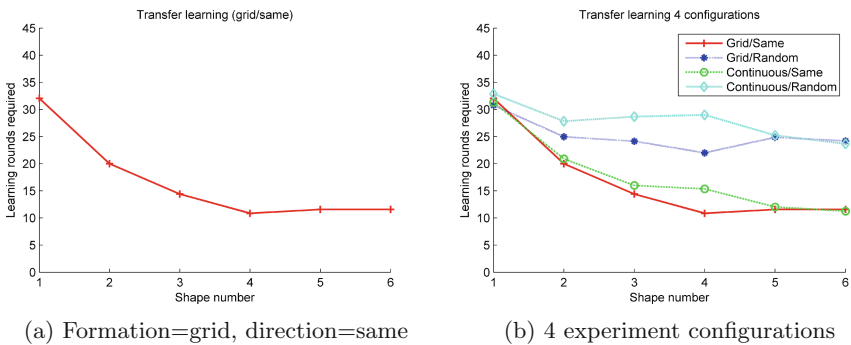 Transfer learning (grid/same)
45
40
35
30
25
20
15
10
5
0
Learning rounds required
1 2 3 4 5 6
Shape number
(a) Formation=grid, direction=same
Transfer learning 4 configurations
45
40
35
30
25
20
15
10
5
0
Learning rounds required
Grid/Same
Grid/Random
Continuous/Same
Continuous/Random
1 2 3 4 5 6
Shape number
(b) 4 experiment configurations